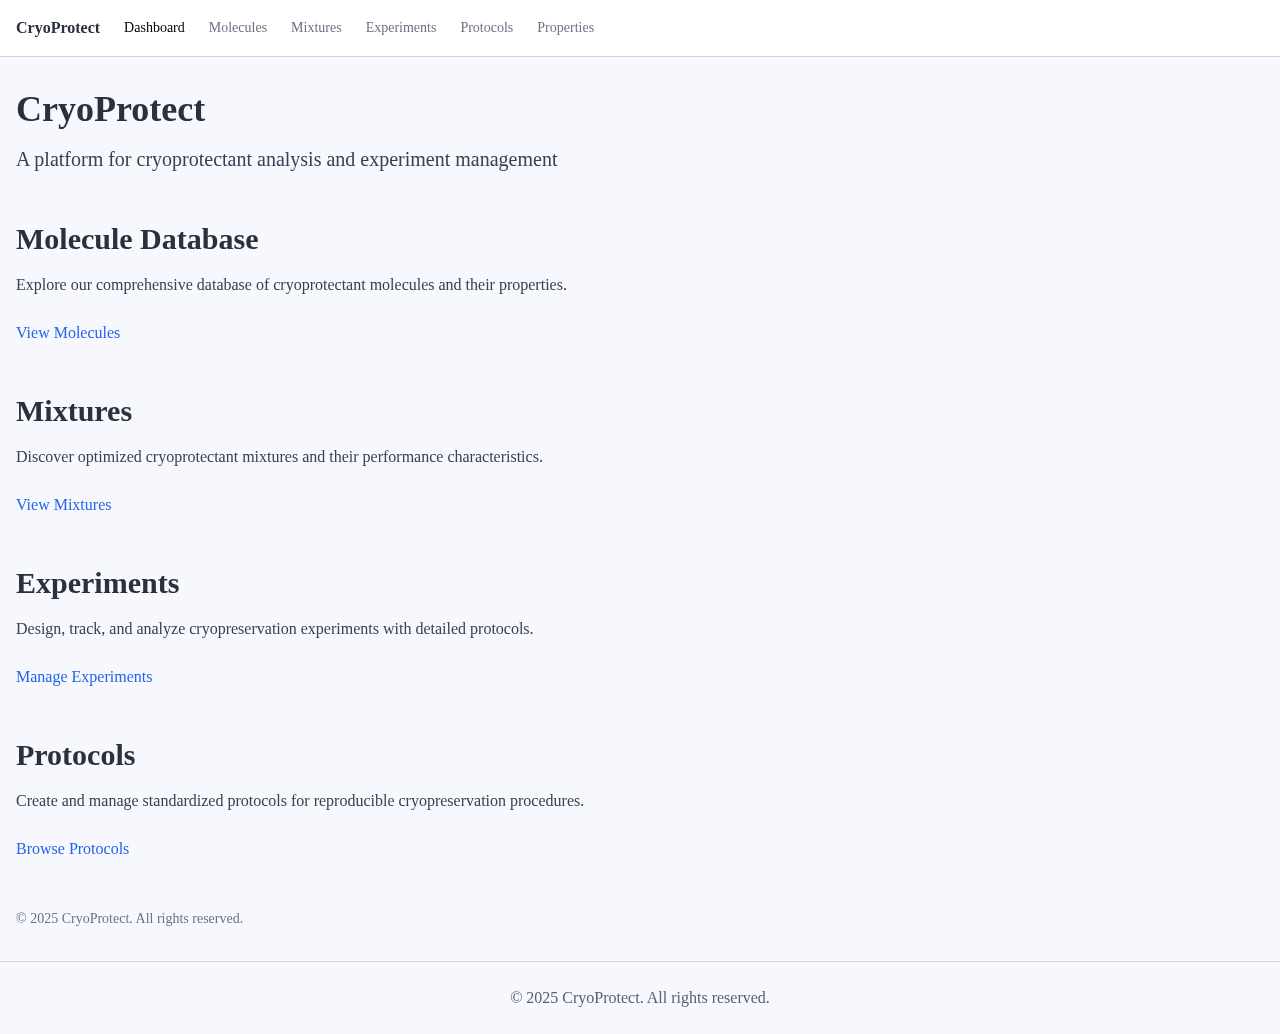 CryoProtect Dashboard Molecules Mixtures Experiments Protocols Properties
CryoProtect
A platform for cryoprotectant analysis and experiment management
Molecule Database
Explore our comprehensive database of cryoprotectant molecules and their properties.
View Molecules
Mixtures
Discover optimized cryoprotectant mixtures and their performance characteristics.
View Mixtures
Experiments
Design, track, and analyze cryopreservation experiments with detailed protocols.
Manage Experiments
Protocols
Create and manage standardized protocols for reproducible cryopreservation procedures.
Browse Protocols
© 2025 CryoProtect. All rights reserved.
© 2025 CryoProtect. All rights reserved.